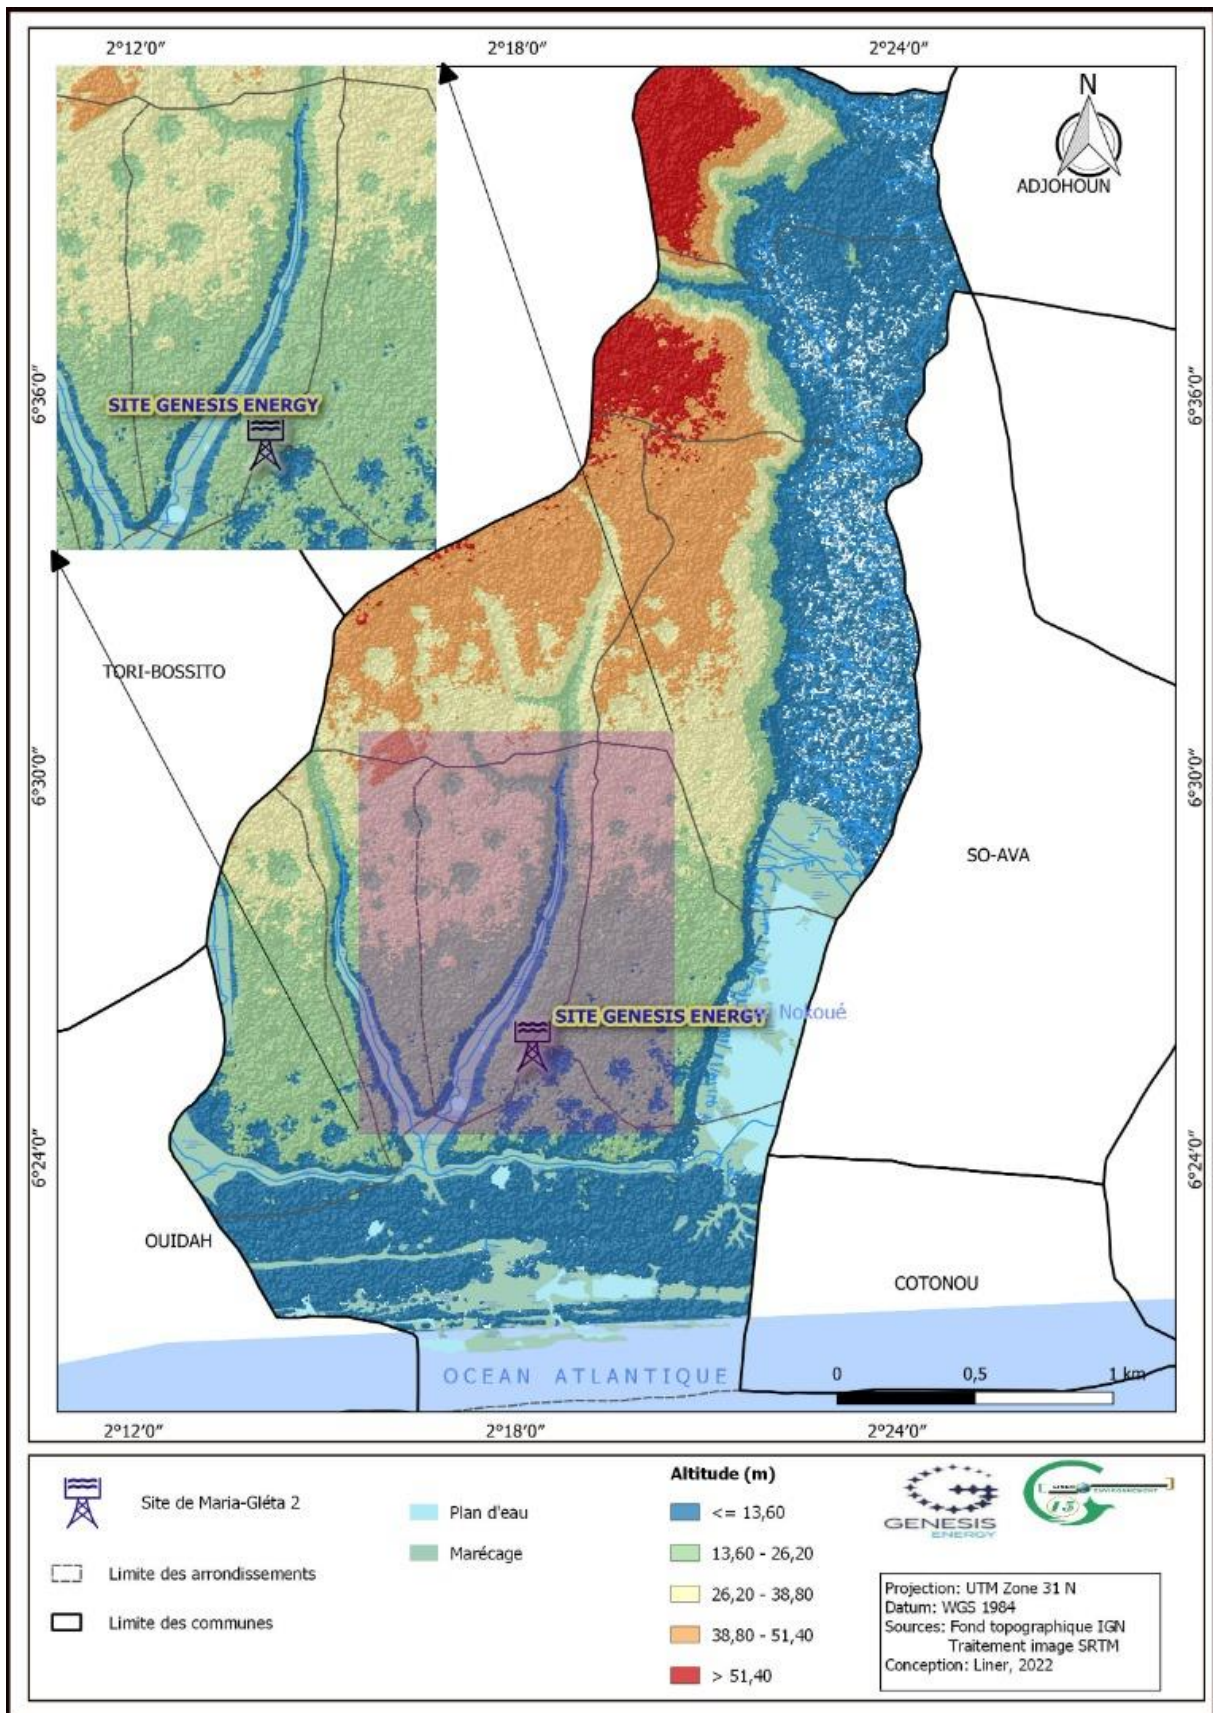 2°12'0"
2°18'0"
2°24'0"
N
ADJOHOUN
6°36'0"
6°36'0"
SITE GENESIS ENERGY
TORI-BOSSITO
6°30'0"
6°30'0"
SO-AVA
SITE GENESIS ENERGY
Nokoué
6°24'0"
6°24'0"
OUIDAH
COTONOU
OCEAN ATLANTIQUE
0 0,5 1 km
2°12'0"
2°18'0"
2°24'0"
Site de Maria-Gléta 2
Limite des arrondissements
Limite des communes
Plan d'eau
Marécage
Altitude (m)
<= 13,60
13,60 - 26,20
26,20 - 38,80
38,80 - 51,40
> 51,40
GENESIS
ENERGY
LINER ENVIRONNEMENT
15
Projection: UTM Zone 31 N
Datum: WGS 1984
Sources: Fond topographique IGN
Traitement image SRTM
Conception: Liner, 2022